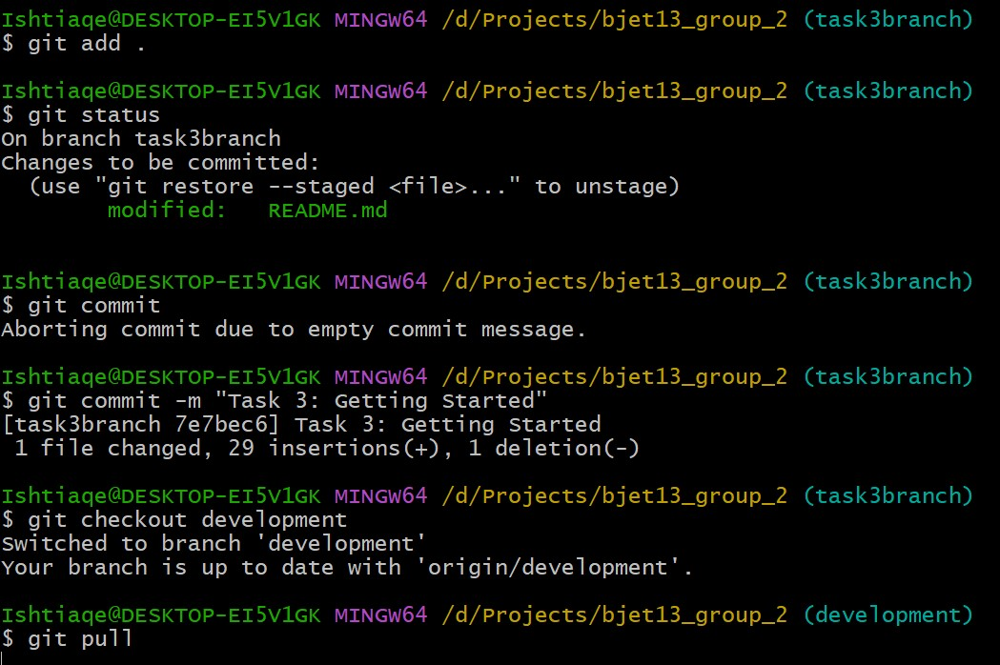 Ishtiaqe@DESKTOP-EI5V1GK MINGW64 /d/Projects/bjet13_group_2 (task3branch)
$ git add .
Ishtiaqe@DESKTOP-EI5V1GK MINGW64 /d/Projects/bjet13_group_2 (task3branch)
$ git status
On branch task3branch
Changes to be committed:
  (use "git restore --staged <file>..." to unstage)
        modified:   README.md
Ishtiaqe@DESKTOP-EI5V1GK MINGW64 /d/Projects/bjet13_group_2 (task3branch)
$ git commit
Aborting commit due to empty commit message.
Ishtiaqe@DESKTOP-EI5V1GK MINGW64 /d/Projects/bjet13_group_2 (task3branch)
$ git commit -m "Task 3: Getting Started"
[task3branch 7e7bec6] Task 3: Getting Started
 1 file changed, 29 insertions(+), 1 deletion(-)
Ishtiaqe@DESKTOP-EI5V1GK MINGW64 /d/Projects/bjet13_group_2 (task3branch)
$ git checkout development
Switched to branch 'development'
Your branch is up to date with 'origin/development'.
Ishtiaqe@DESKTOP-EI5V1GK MINGW64 /d/Projects/bjet13_group_2 (development)
$ git pull